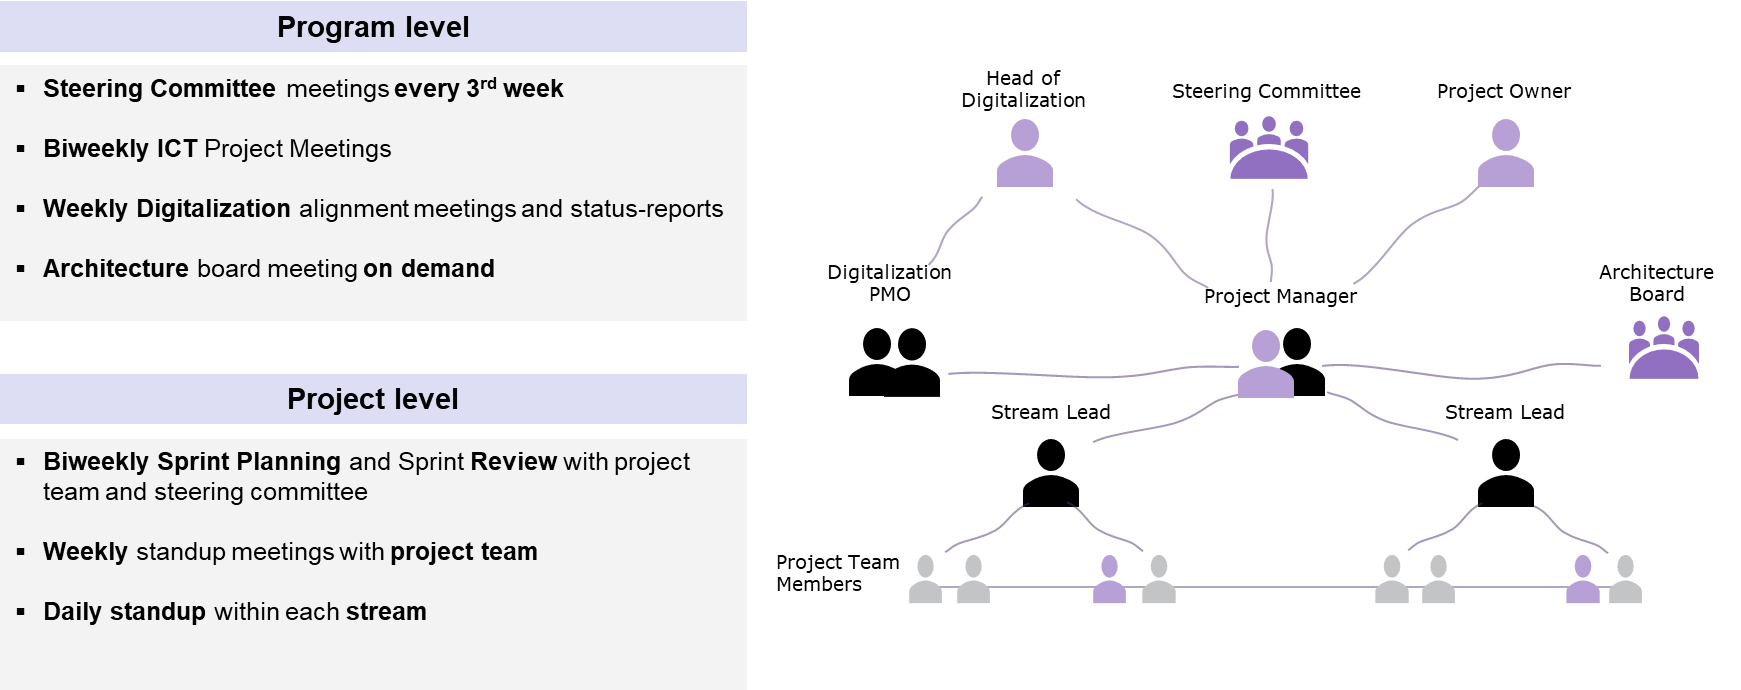 Program level
▪ Steering Committee meetings every 3rd week
▪ Biweekly ICT Project Meetings
▪ Weekly Digitalization alignment meetings and status-reports
▪ Architecture board meeting on demand
Project level
▪ Biweekly Sprint Planning and Sprint Review with project
team and steering committee
▪ Weekly standup meetings with project team
▪ Daily standup within each stream
Head of
Digitalization
Steering Committee
Project Owner
Digitalization
PMO
Project Manager
Architecture
Board
Stream Lead
Stream Lead
Project Team
Members